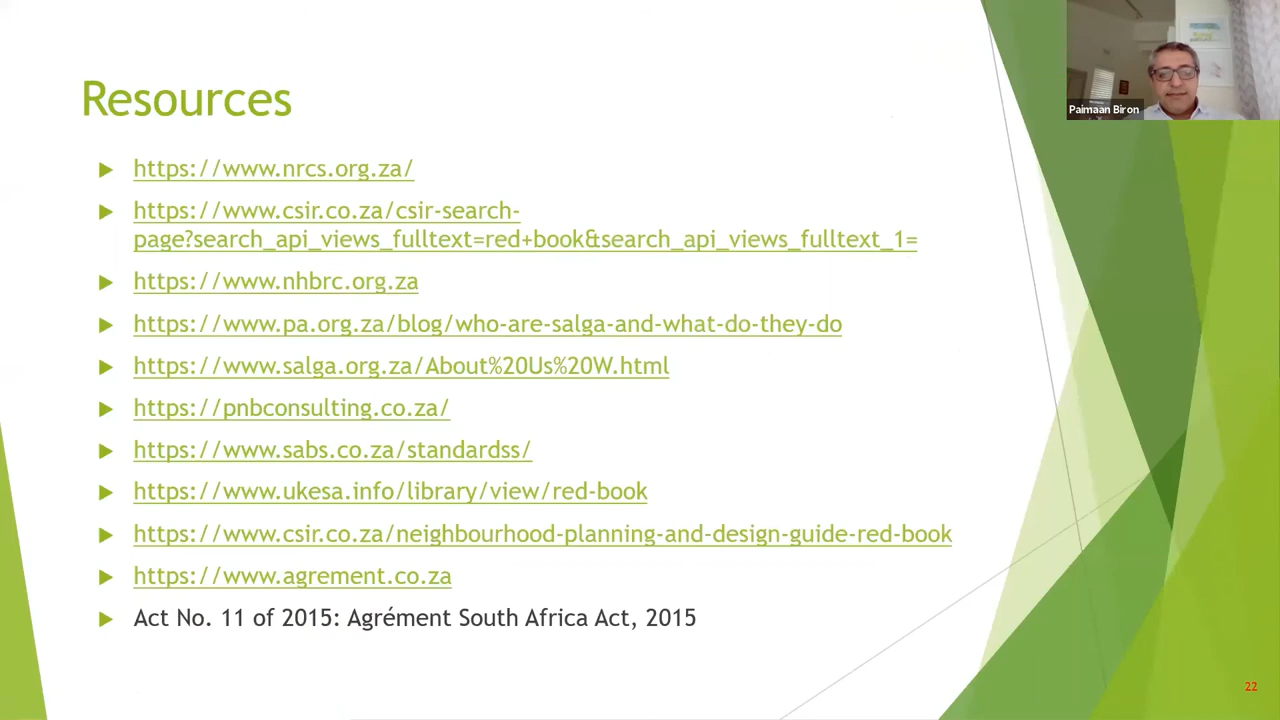 Resources
https://www.nrcs.org.za/
https://www.csir.co.za/csir-search-
page?search_api_views_fulltext=red+book&search_api_views_fulltext_1=
https://www.nhbrc.org.za
https://www.pa.org.za/blog/who-are-salga-and-what-do-they-do
https://www.salga.org.za/About%20Us%20W.html
https://pnbconsulting.co.za/
https://www.sabs.co.za/standardss/
https://www.ukesa.info/library/view/red-book
https://www.csir.co.za/neighbourhood-planning-and-design-guide-red-book
https://www.agrement.co.za
Act No. 11 of 2015: Agrément South Africa Act, 2015
Paimaan Biron
22